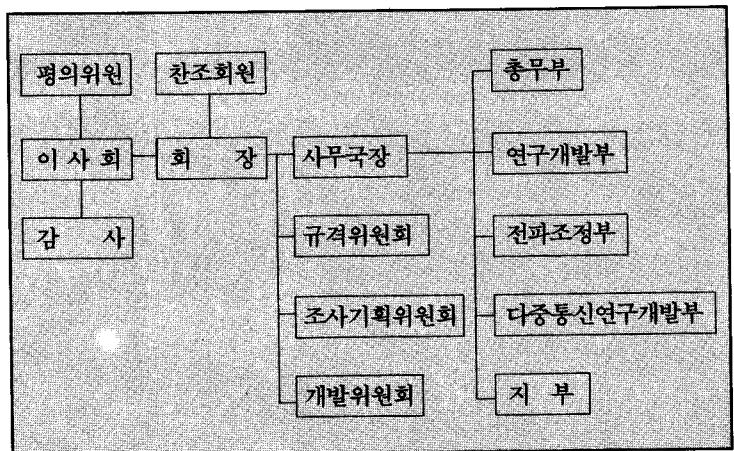 평의위원
찬조회원
총무부
이 사 회
회 장
사무국장
연구개발부
감 사
규격위원회
전파조정부
조사기획위원회
다중통신연구개발부
개발위원회
지 부